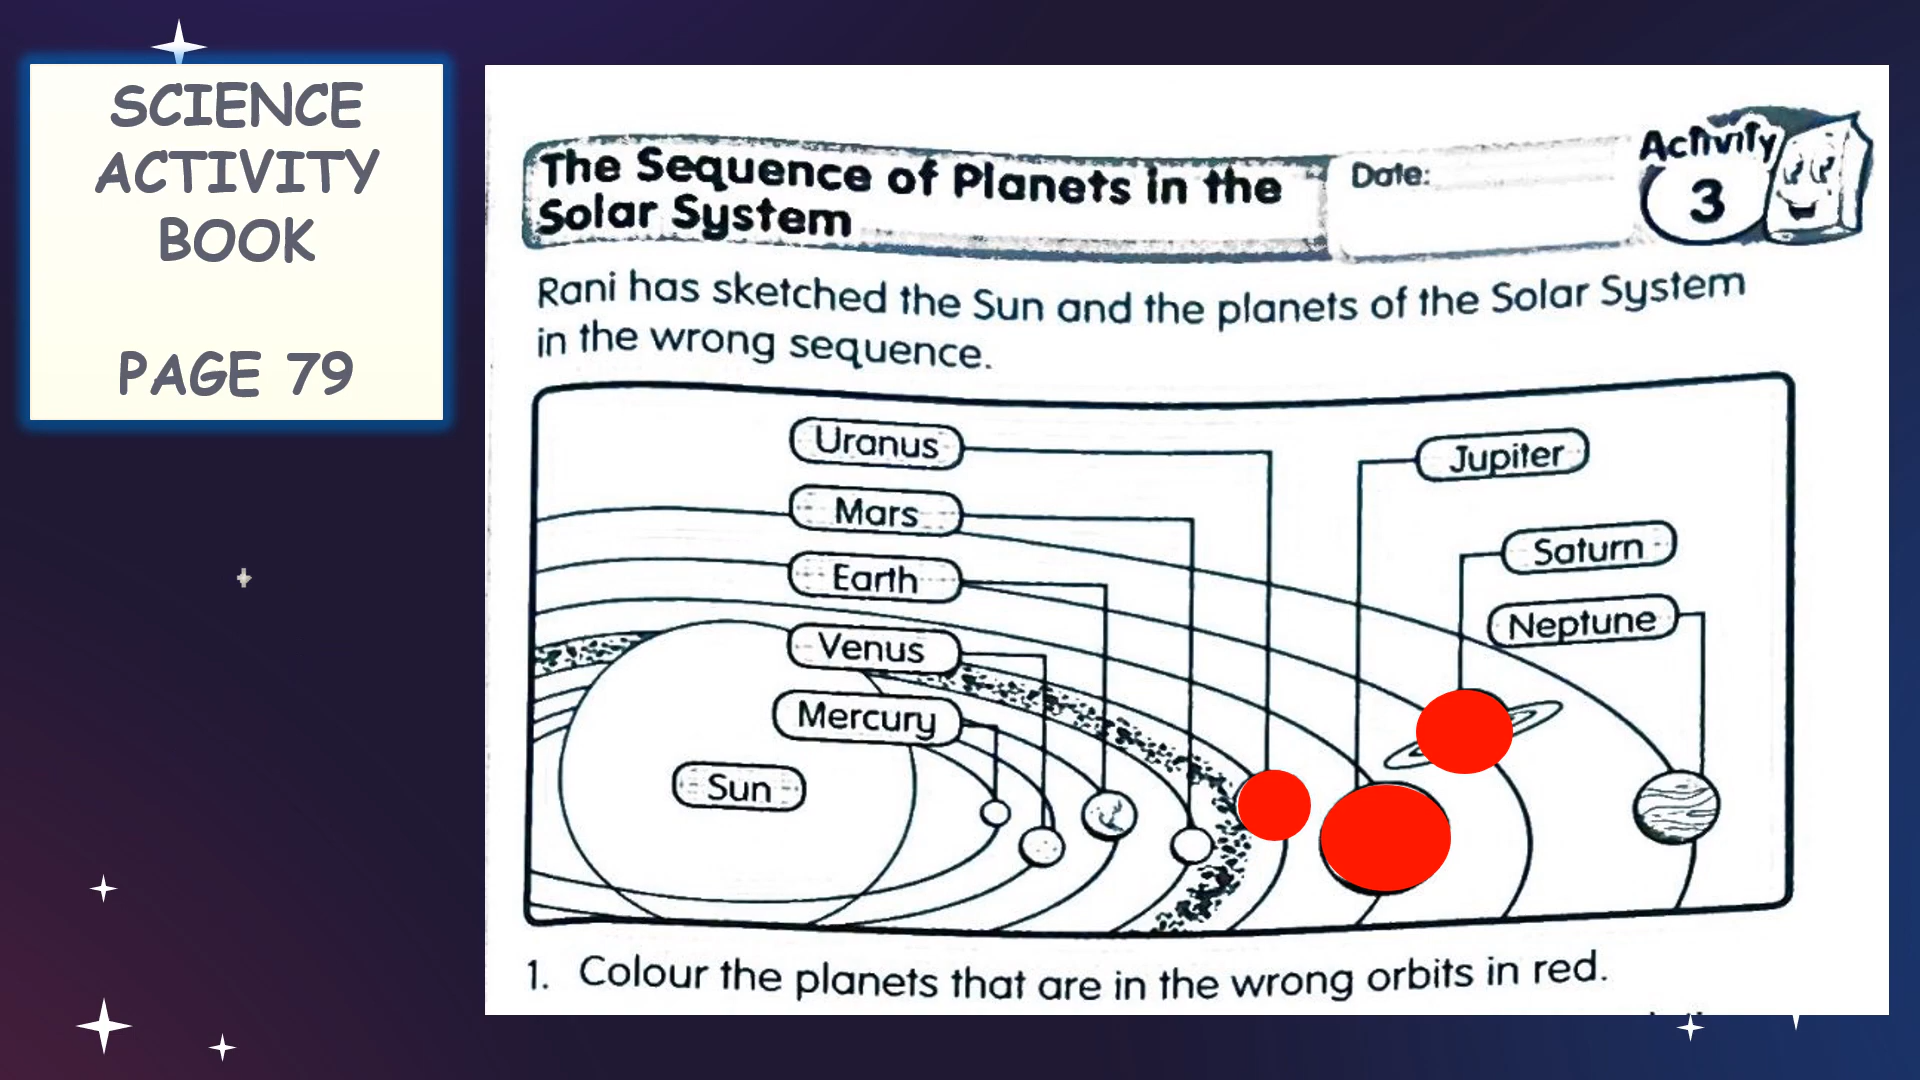 SCIENCE
ACTIVITY
BOOK
PAGE 79
The Sequence of Planets in the
Solar System
Date:
Activity
3
Rani has sketched the Sun and the planets of the Solar System
in the wrong sequence.
Uranus
Jupiter
Mars
Saturn
Earth
Neptune
Venus
Mercury
Sun
1. Colour the planets that are in the wrong orbits in red.